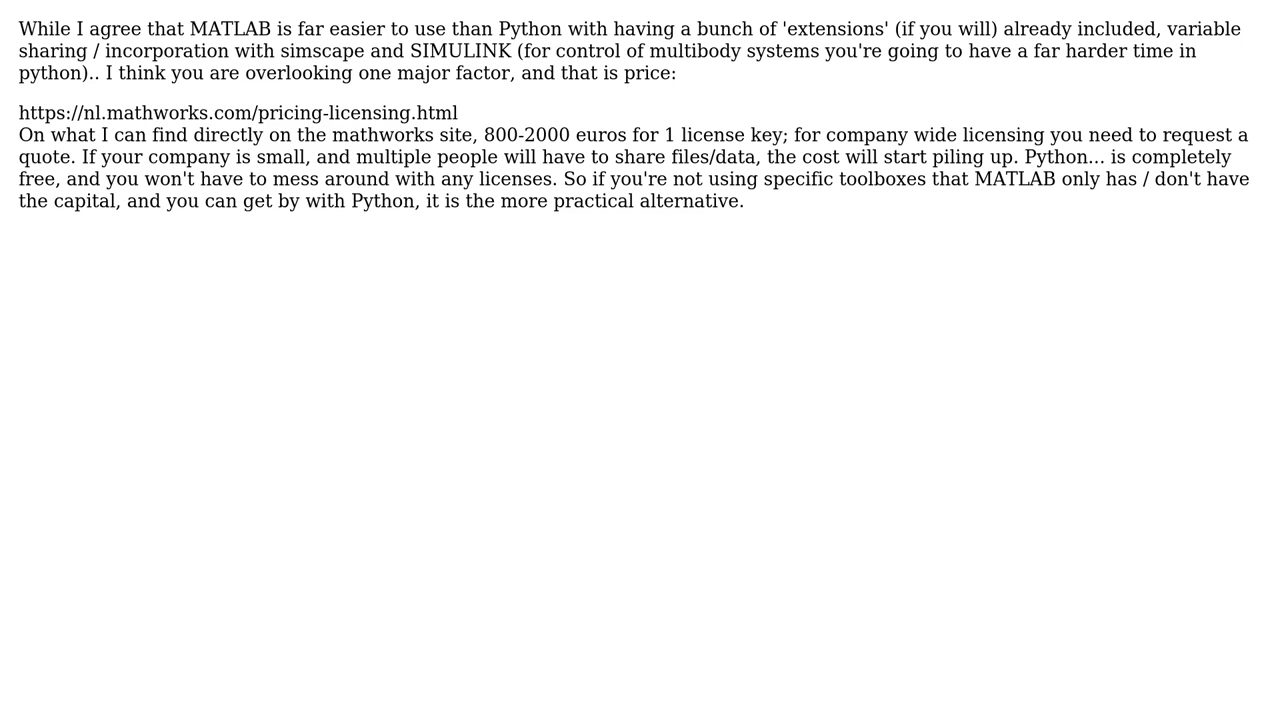 While I agree that MATLAB is far easier to use than Python with having a bunch of 'extensions' (if you will) already included, variable
sharing / incorporation with simscape and SIMULINK (for control of multibody systems you're going to have a far harder time in
python).. I think you are overlooking one major factor, and that is price:
https://nl.mathworks.com/pricing-licensing.html
On what I can find directly on the mathworks site, 800-2000 euros for 1 license key; for company wide licensing you need to request a
quote. If your company is small, and multiple people will have to share files/data, the cost will start piling up. Python... is completely
free, and you won't have to mess around with any licenses. So if you're not using specific toolboxes that MATLAB only has / don't have
the capital, and you can get by with Python, it is the more practical alternative.